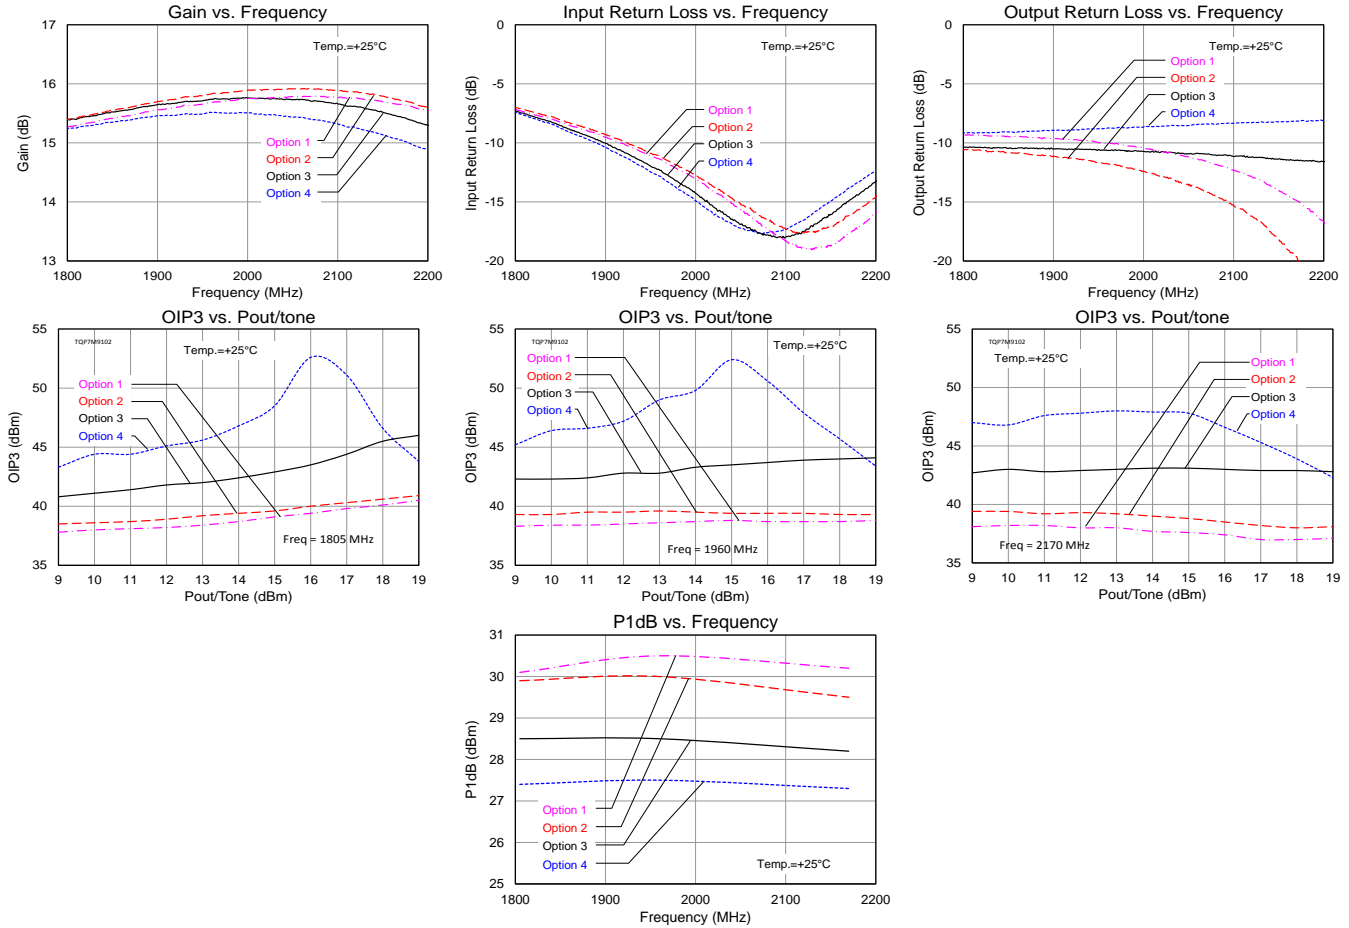 Gain vs. Frequency
17
16
15
14
13
Gain (dB)
Temp.=+25°C
Option 1
Option 2
Option 3
Option 4
1800 1900 2000 2100 2200
Frequency (MHz)
Input Return Loss vs. Frequency
0
-5
-10
-15
-20
Input Return Loss (dB)
Temp.=+25°C
Option 1
Option 2
Option 3
Option 4
1800 1900 2000 2100 2200
Frequency (MHz)
Output Return Loss vs. Frequency
0
-5
-10
-15
-20
Output Return Loss (dB)
Temp.=+25°C
Option 1
Option 2
Option 3
Option 4
1800 1900 2000 2100 2200
Frequency (MHz)
OIP3 vs. Pout/tone
55
50
45
40
35
OIP3 (dBm)
TQP7M9102
Temp.=+25°C
Option 1
Option 2
Option 3
Option 4
Freq = 1805 MHz
9 10 11 12 13 14 15 16 17 18 19
Pout/Tone (dBm)
OIP3 vs. Pout/tone
55
50
45
40
35
OIP3 (dBm)
TQP7M9102
Temp.=+25°C
Option 1
Option 2
Option 3
Option 4
Freq = 1960 MHz
9 10 11 12 13 14 15 16 17 18 19
Pout/Tone (dBm)
OIP3 vs. Pout/tone
55
50
45
40
35
OIP3 (dBm)
TQP7M9102
Temp.=+25°C
Option 1
Option 2
Option 3
Option 4
Freq = 2170 MHz
9 10 11 12 13 14 15 16 17 18 19
Pout/Tone (dBm)
P1dB vs. Frequency
31
30
29
28
27
26
25
P1dB (dBm)
Option 1
Option 2
Option 3
Option 4
Temp.=+25°C
1800 1900 2000 2100 2200
Frequency (MHz)